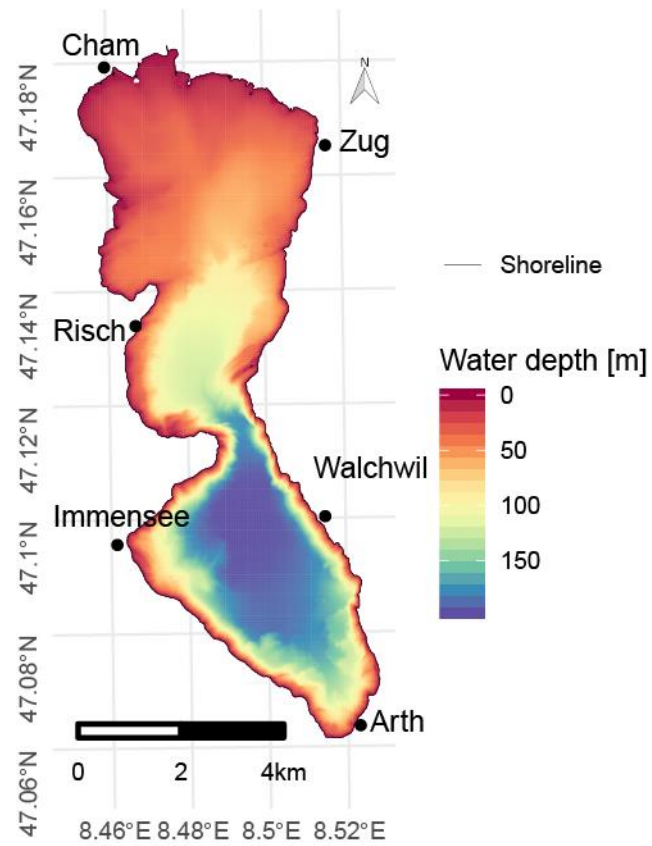 Cham
N
Zug
47.18°N
47.16°N
Shoreline
47.14°N
Risch
Water depth [m]
0
50
47.12°N
Walchwil
100
Immensee
150
47.1°N
47.08°N
Arth
0 2 4km
47.06°N
8.46°E 8.48°E 8.5°E 8.52°E